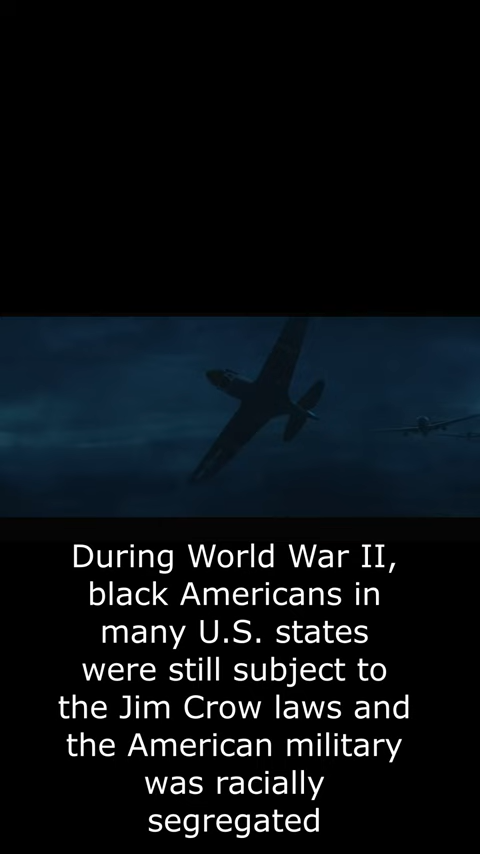 During World War II,
black Americans in
many U.S. states
were still subject to
the Jim Crow laws and
the American military
was racially
segregated